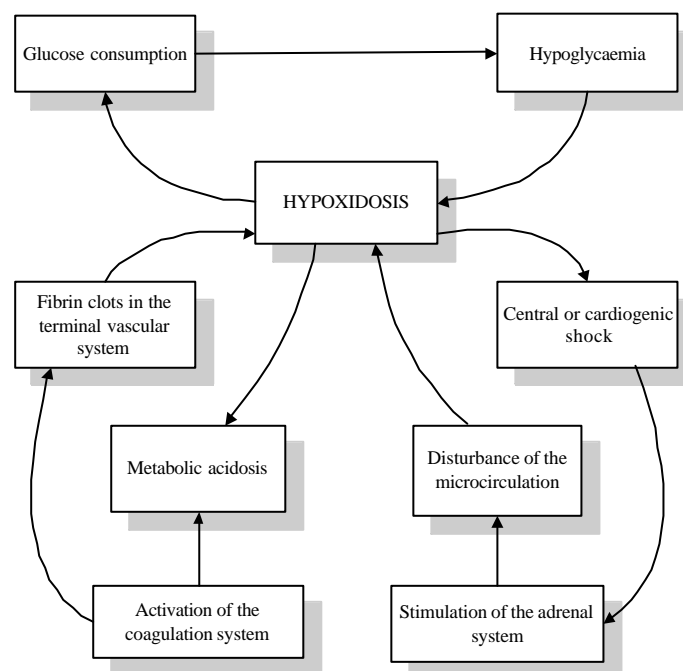 Glucose consumption
Hypoglycaemia
HYPOXIDOSIS
Fibrin clots in the
terminal vascular
system
Central or cardiogenic
shock
Metabolic acidosis
Disturbance of the
microcirculation
Activation of the
coagulation system
Stimulation of the adrenal
system